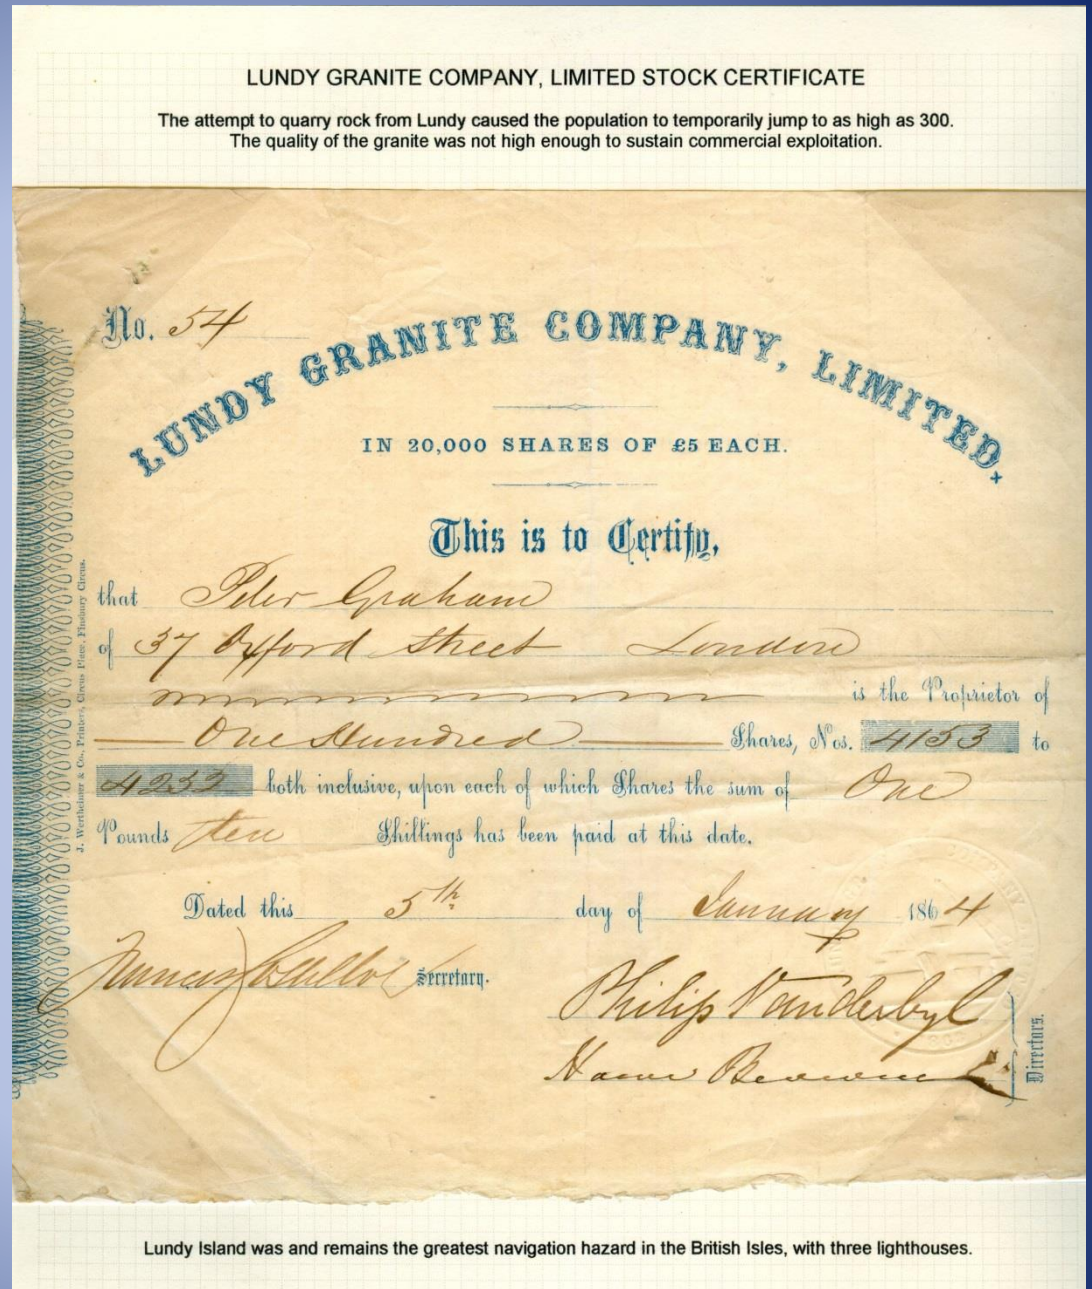 LUNDY GRANITE COMPANY, LIMITED STOCK CERTIFICATE
The attempt to quarry rock from Lundy caused the population to temporarily jump to as high as 300.
The quality of the granite was not high enough to sustain commercial exploitation.
No. 54
LUNDY GRANITE COMPANY, LIMITED.
IN 20,000 SHARES OF £5 EACH.
This is to Certify,
that Peter Graham
of 37 Oxford Street London
is the Proprietor of
One Hundred Shares, Nos. 4153 to
both inclusive, upon each of which Shares the sum of One
Pounds ten Shillings has been paid at this date.
Dated this 5th day of January 1864
Francis Secretary.
Philip Vanderbyl
Directors.
J. Wertheimer & Co., Printers, Circus Place, Finsbury Circus.
Lundy Island was and remains the greatest navigation hazard in the British Isles, with three lighthouses.